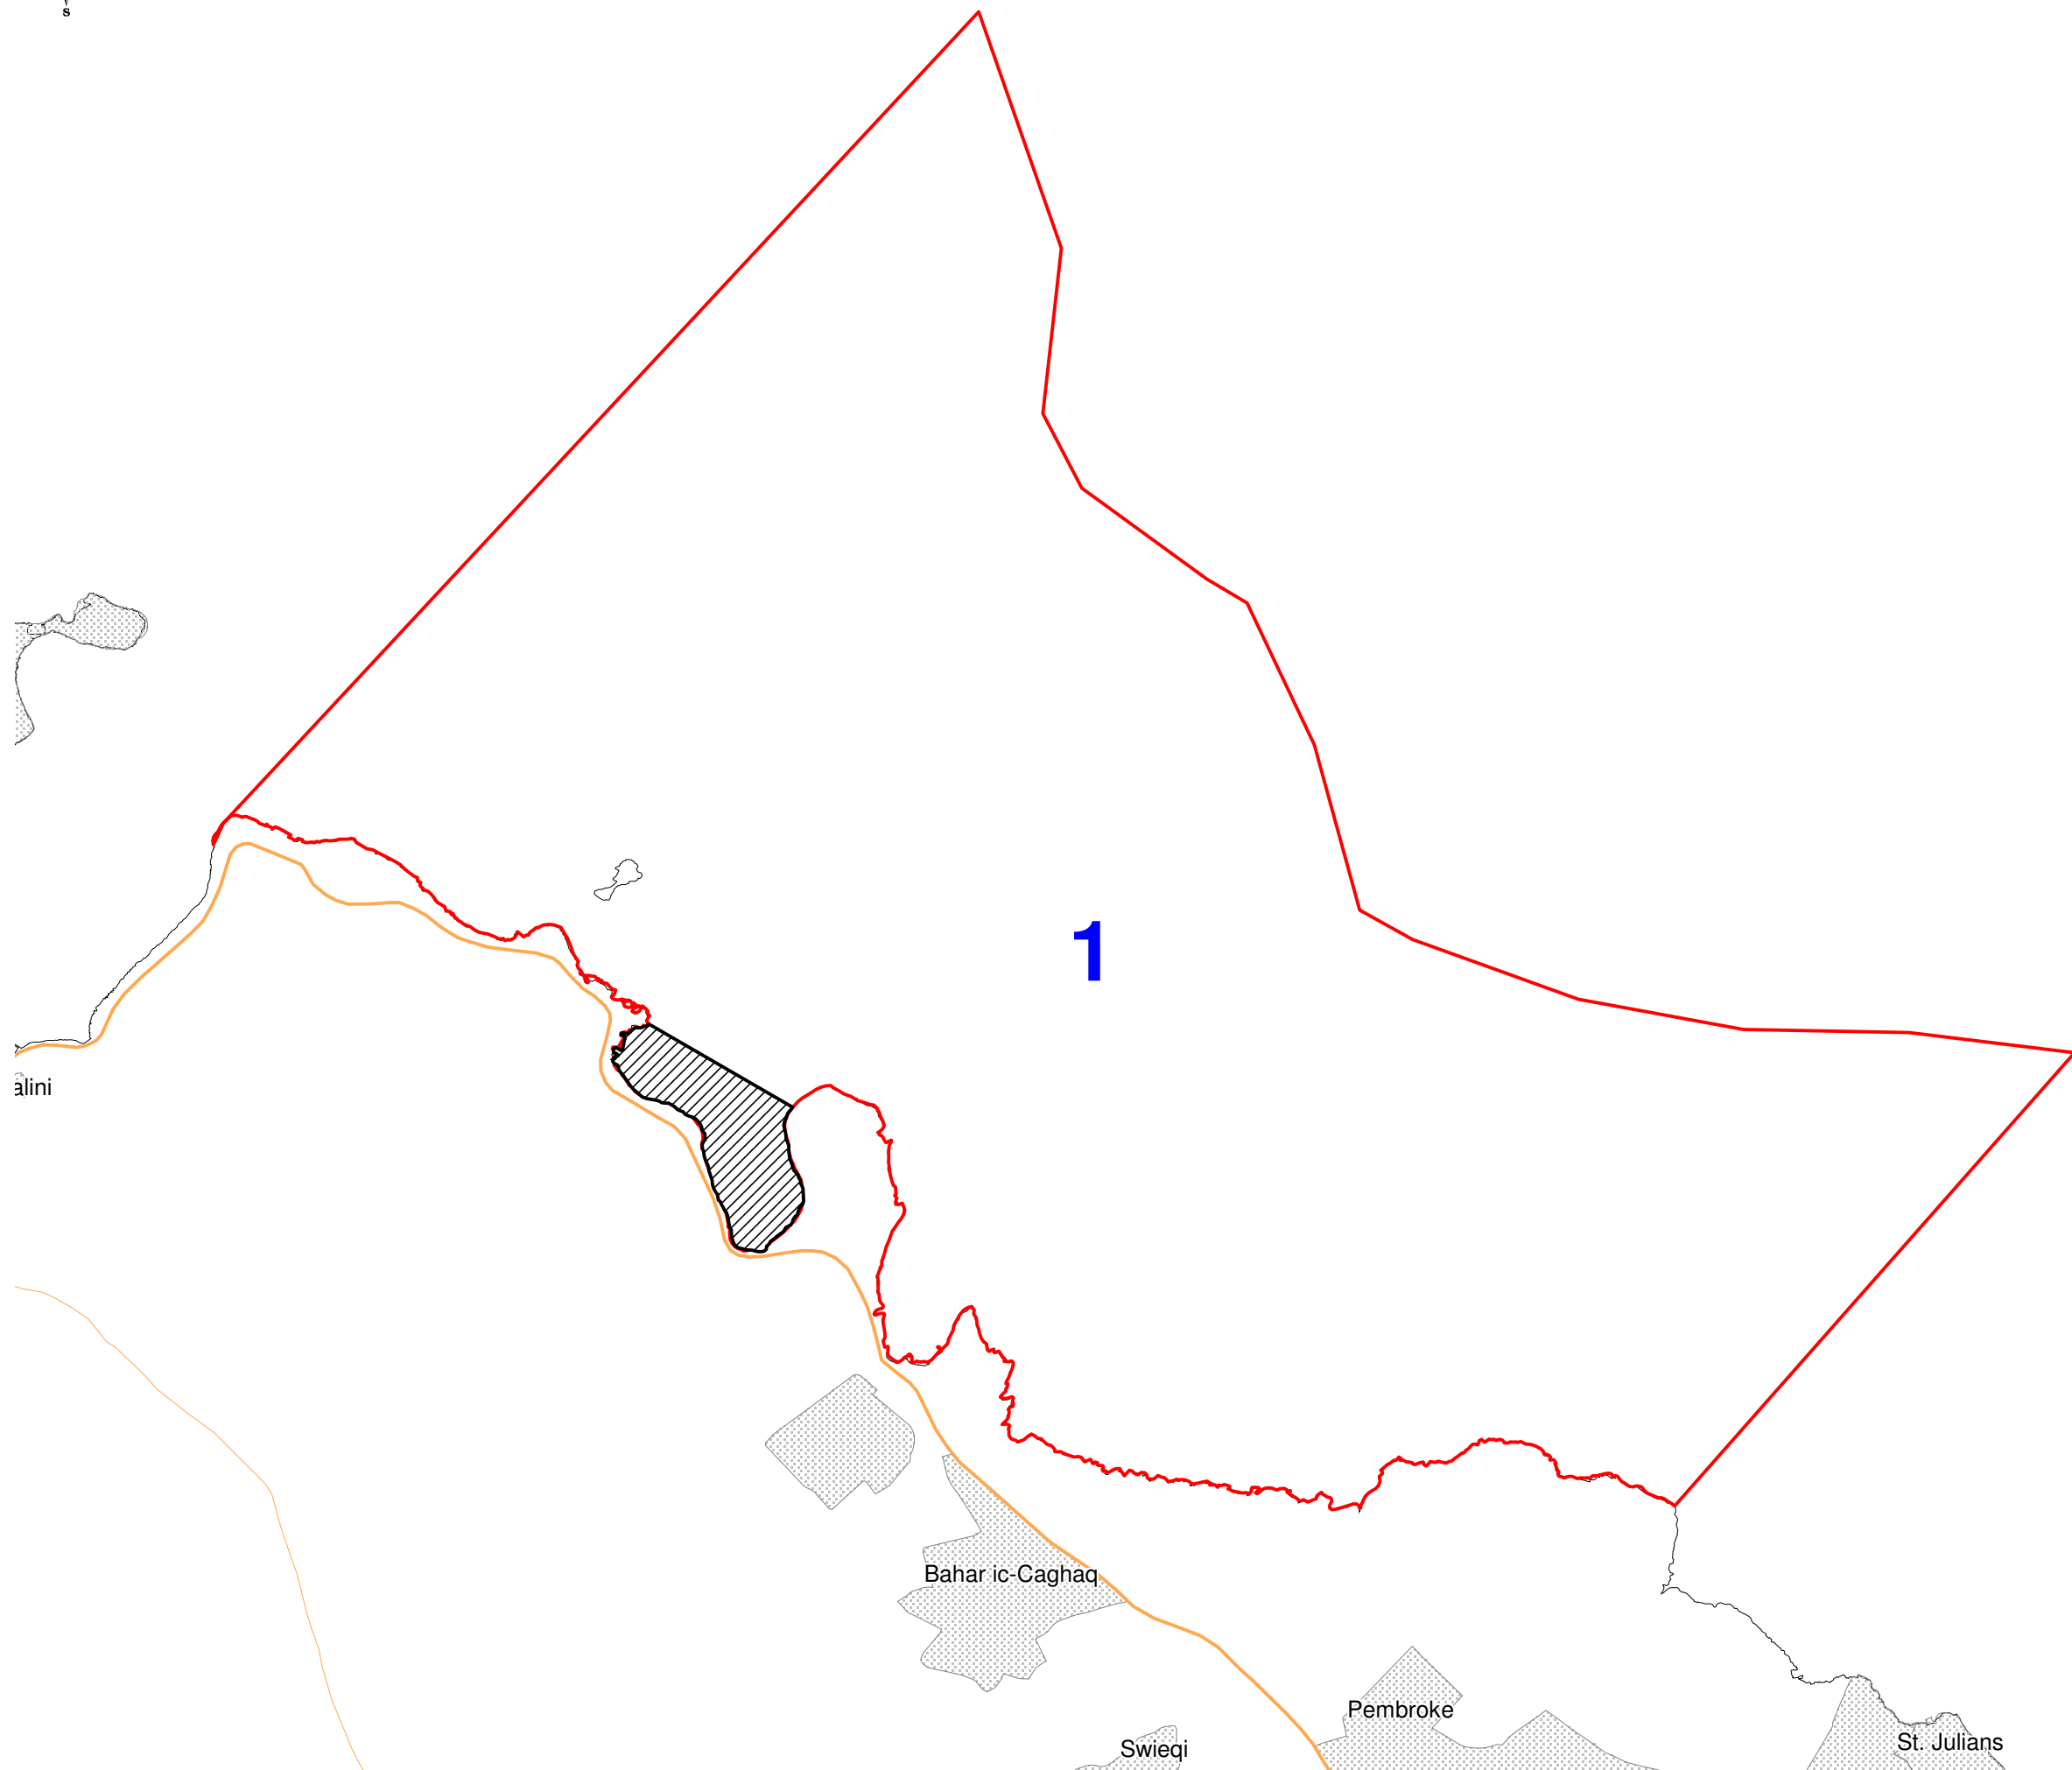 S
1
alini
Bahar ic-Caghaq
Pembroke
Swieqi
St. Julians